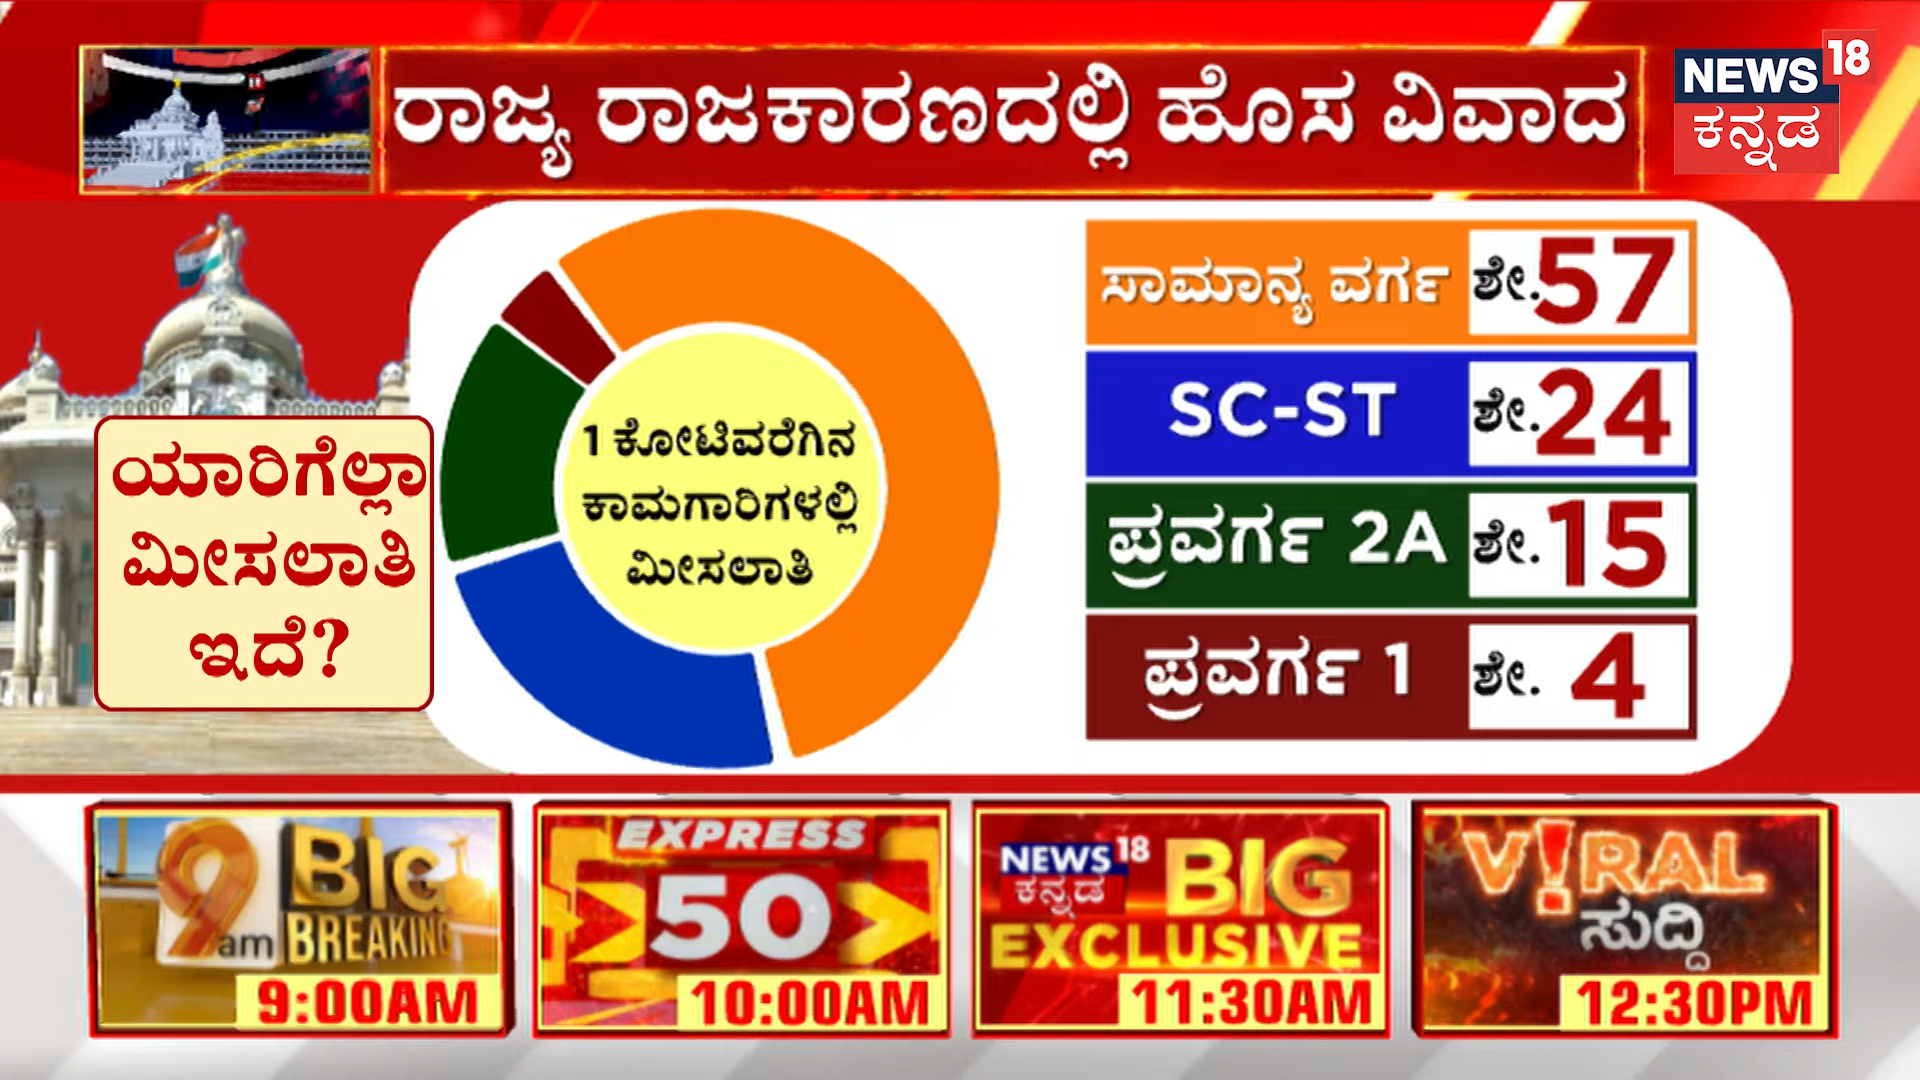 ರಾಜ್ಯ ರಾಜಕಾರಣದಲ್ಲಿ ಹೊಸ ವಿವಾದ
NEWS 18
ಕನ್ನಡ
ಯಾರಿಗೆಲ್ಲಾ
ಮೀಸಲಾತಿ
ಇದೆ?
1 ಕೋಟಿವರೆಗಿನ
ಕಾಮಗಾರಿಗಳಲ್ಲಿ
ಮೀಸಲಾತಿ
ಸಾಮಾನ್ಯ ವರ್ಗ ಶೇ.57
SC-ST ಶೇ.24
ಪ್ರವರ್ಗ 2A ಶೇ.15
ಪ್ರವರ್ಗ 1 ಶೇ. 4
9am BIG
BREAKING
9:00AM
EXPRESS
50
10:00AM
NEWS 18
ಕನ್ನಡ
BIG
EXCLUSIVE
11:30AM
V!RAL
ಸುದ್ದಿ
12:30PM